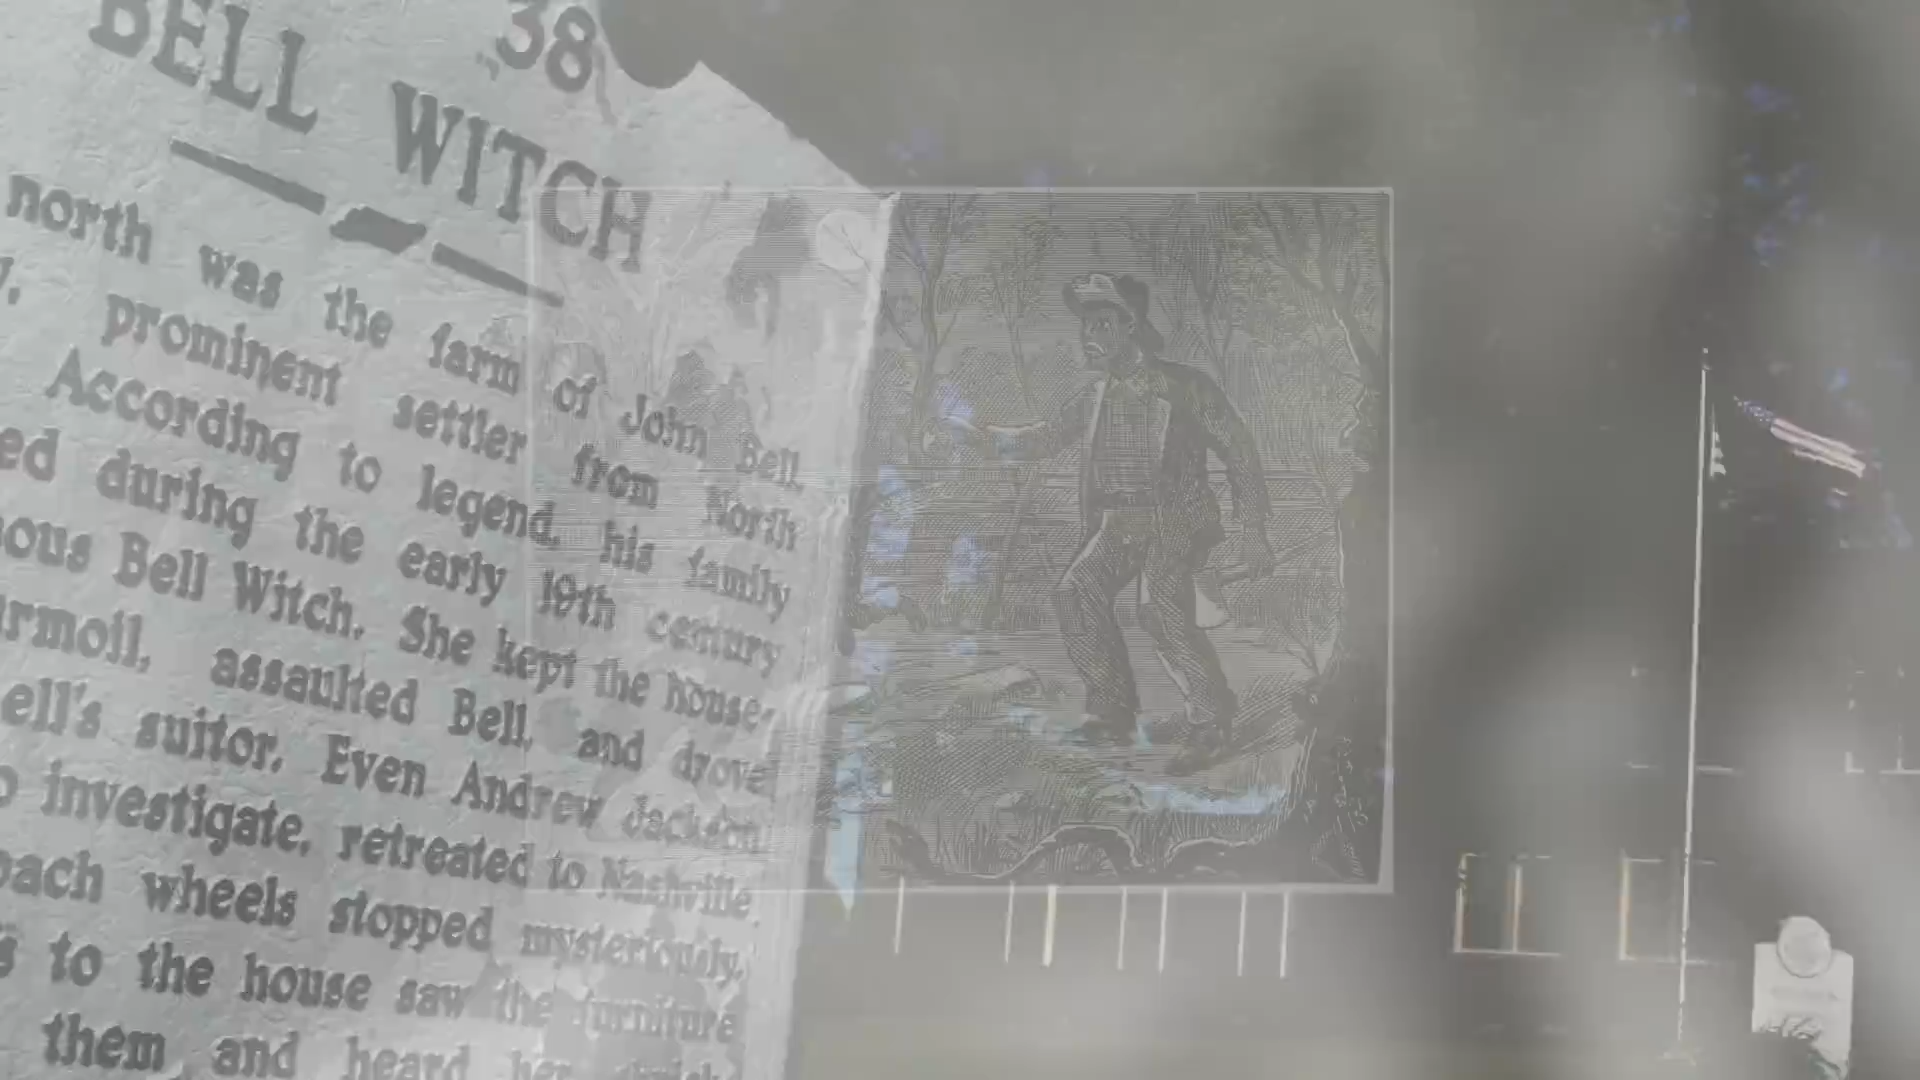 38
BELL WITCH
north was the farm of John Bell,
y, prominent settler from North
According to legend, his family
ed during the early 19th century
ous Bell Witch. She kept the house-
urmoil, assaulted Bell, and drove
ell's suitor. Even Andrew Jackson,
o investigate, retreated to Nashville,
oach wheels stopped mysteriously.
s to the house saw the furniture
them and heard her